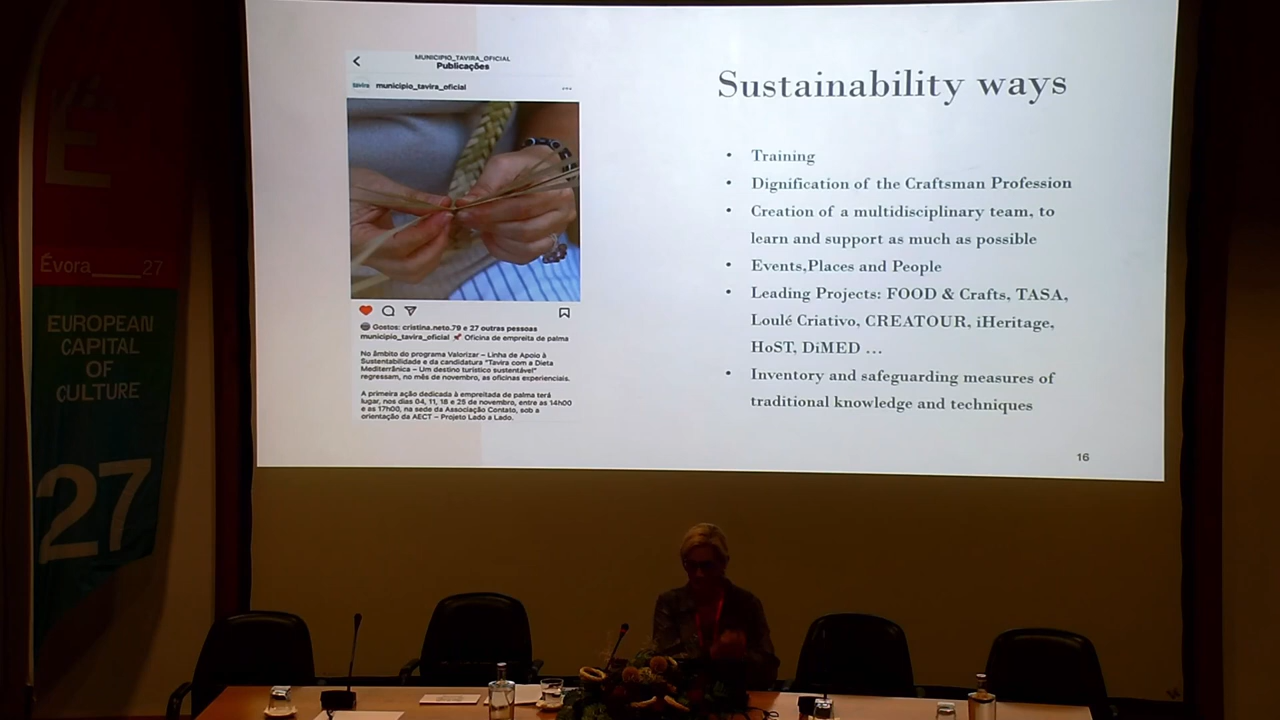 É
Évora____27
EUROPEAN
CAPITAL
OF
CULTURE
27
MUNICIPIO_TAVIRA_OFICIAL
Publicações
tavira municipio_tavira_oficial
Gostos: cristina.neto.79 e 27 outras pessoas
municipio_tavira_oficial 📌 Oficina de empreita de palma
No âmbito do programa Valorizar – Linha de Apoio à
Sustentabilidade e da candidatura "Tavira com a Dieta
Mediterrânica – Um destino turístico sustentável"
regressam, no mês de novembro, as oficinas experienciais.
A primeira ação dedicada à empreitada de palma terá
lugar, nos dias 04, 11, 18 e 25 de novembro, entre as 14h00
e as 17h00, na sede da Associação Contato, sob a
orientação da AECT – Projeto Lado a Lado.
Sustainability ways
• Training
• Dignification of the Craftsman Profession
• Creation of a multidisciplinary team, to
learn and support as much as possible
• Events,Places and People
• Leading Projects: FOOD & Crafts, TASA,
Loulé Criativo, CREATOUR, iHeritage,
HoST, DiMED ...
• Inventory and safeguarding measures of
traditional knowledge and techniques
16